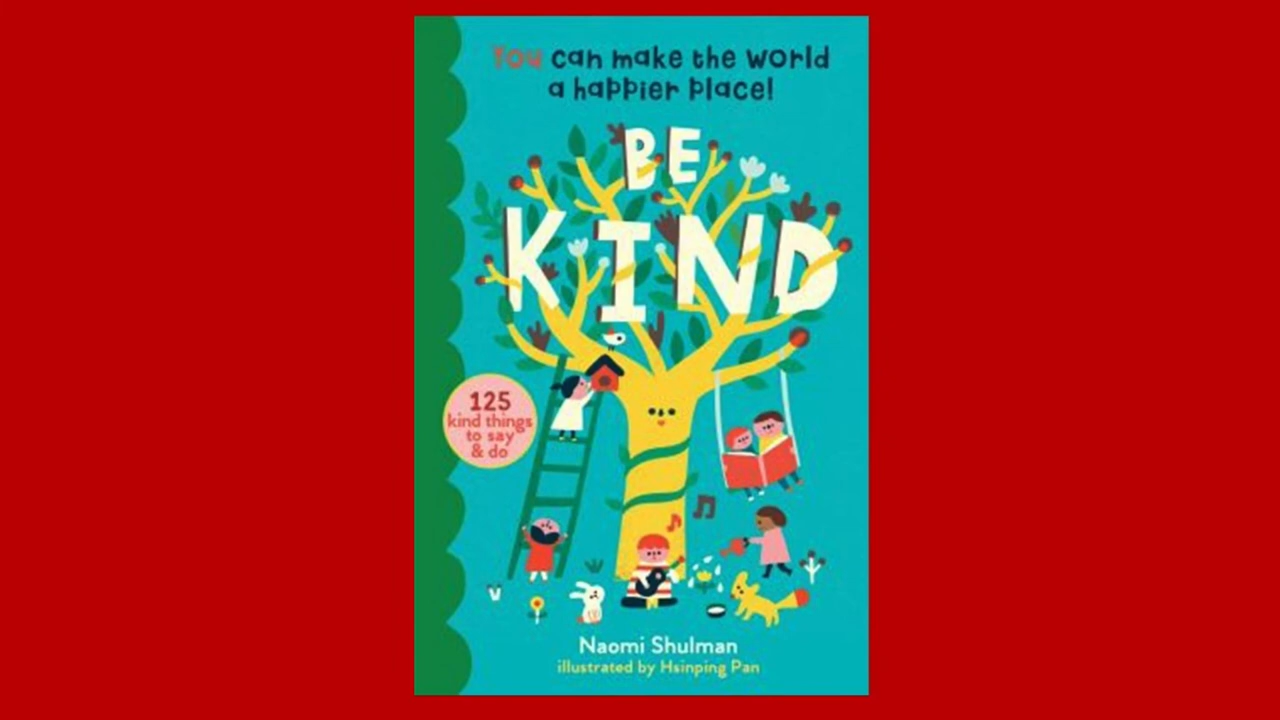 You can make the world
a happier place!
BE
KIND
125
kind things
to say
& do
Naomi Shulman
illustrated by Hsinping Pan